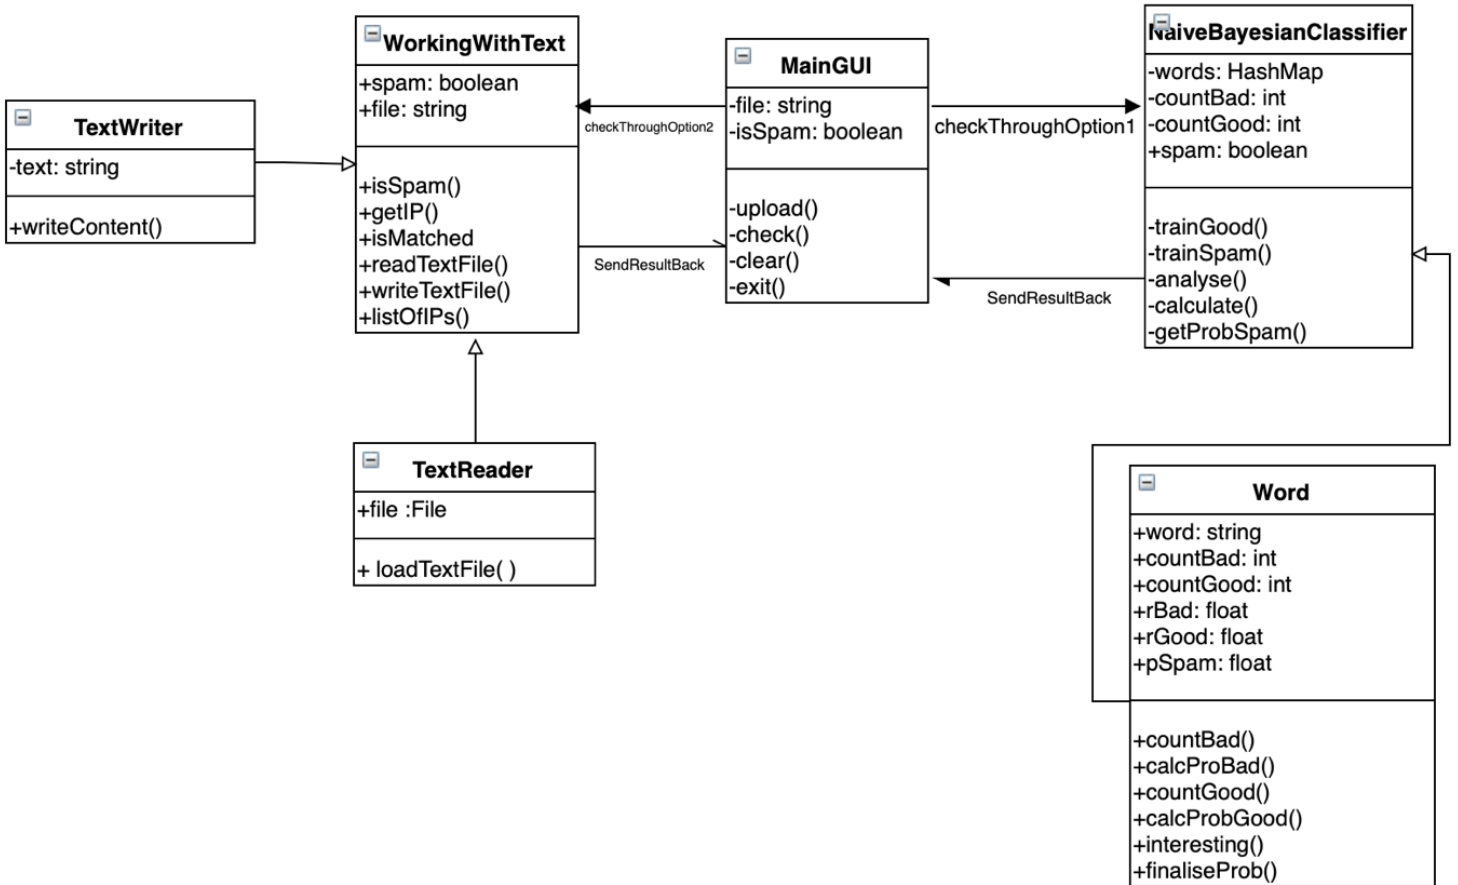 TextWriter
-text: string
+writeContent()
WorkingWithText
+spam: boolean
+file: string
+isSpam()
+getIP()
+isMatched
+readTextFile()
+writeTextFile()
+listOfIPs()
checkThroughOption2
SendResultBack
MainGUI
-file: string
-isSpam: boolean
-upload()
-check()
-clear()
-exit()
checkThroughOption1
SendResultBack
NaiveBayesianClassifier
-words: HashMap
-countBad: int
-countGood: int
+spam: boolean
-trainGood()
-trainSpam()
-analyse()
-calculate()
-getProbSpam()
TextReader
+file :File
+ loadTextFile( )
Word
+word: string
+countBad: int
+countGood: int
+rBad: float
+rGood: float
+pSpam: float
+countBad()
+calcProBad()
+countGood()
+calcProbGood()
+interesting()
+finaliseProb()